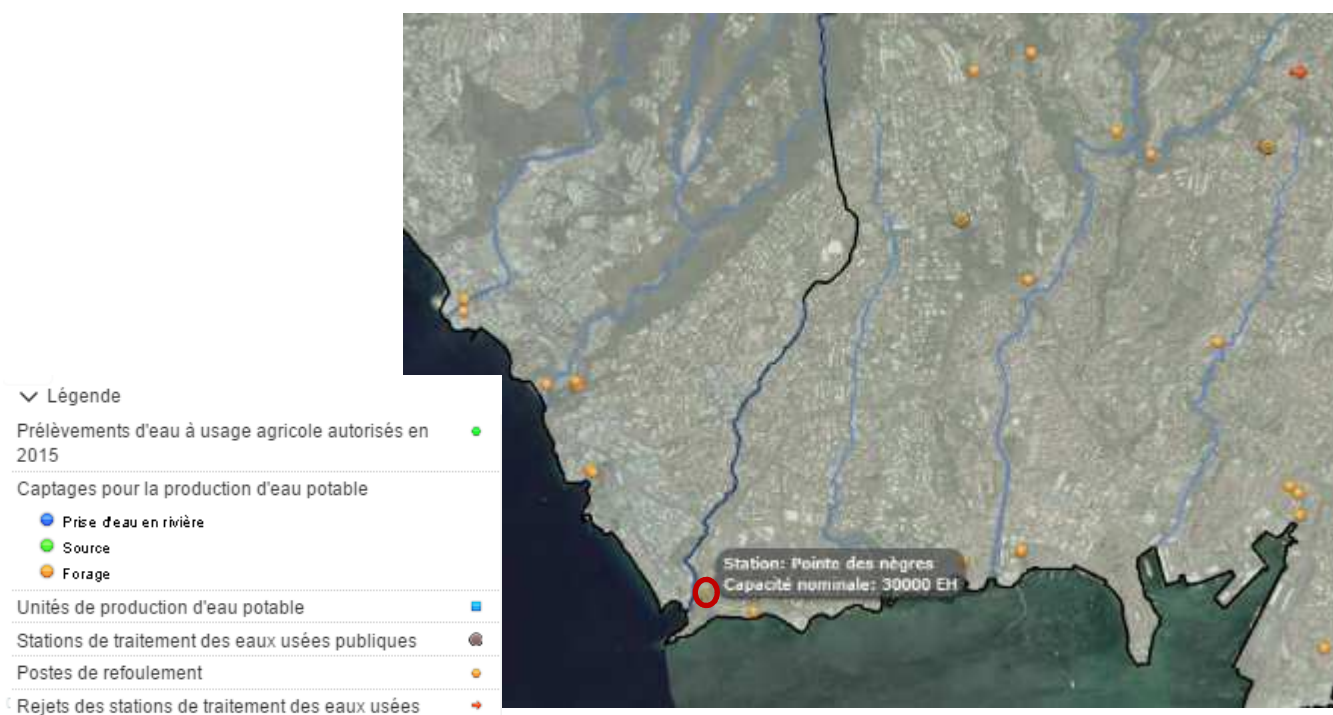 Station: Pointe des nègres
Capacité nominale: 30000 EH
Légende
Prélèvements d'eau à usage agricole autorisés en
2015
Captages pour la production d'eau potable
Prise d'eau en rivière
Source
Forage
Unités de production d'eau potable
Stations de traitement des eaux usées publiques
Postes de refoulement
Rejets des stations de traitement des eaux usées